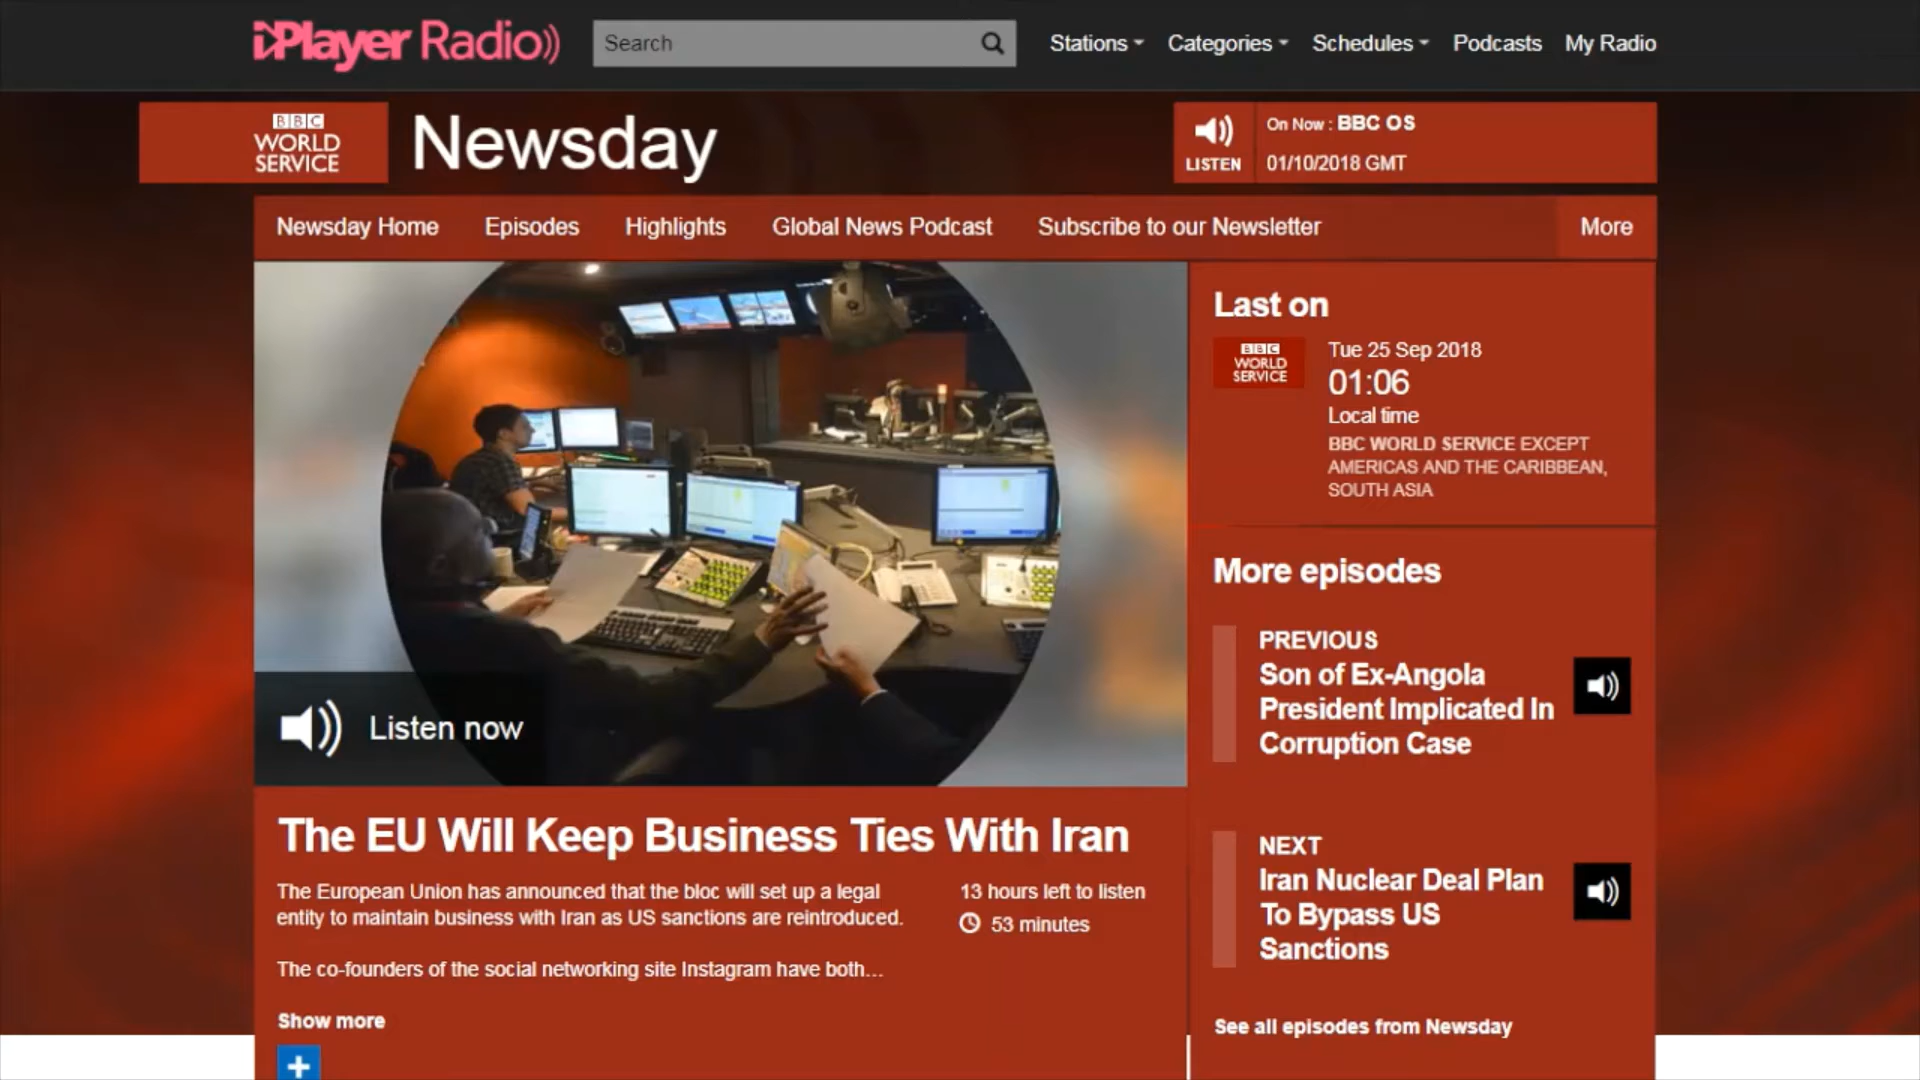 iPlayer Radio
Search
Stations
Categories
Schedules
Podcasts
My Radio
BBC
WORLD
SERVICE
Newsday
LISTEN
On Now : BBC OS
01/10/2018 GMT
Newsday Home
Episodes
Highlights
Global News Podcast
Subscribe to our Newsletter
More
Listen now
The EU Will Keep Business Ties With Iran
The European Union has announced that the bloc will set up a legal
entity to maintain business with Iran as US sanctions are reintroduced.
The co-founders of the social networking site Instagram have both...
Show more
13 hours left to listen
53 minutes
Last on
BBC
WORLD
SERVICE
Tue 25 Sep 2018
01:06
Local time
BBC WORLD SERVICE EXCEPT
AMERICAS AND THE CARIBBEAN,
SOUTH ASIA
More episodes
PREVIOUS
Son of Ex-Angola
President Implicated In
Corruption Case
NEXT
Iran Nuclear Deal Plan
To Bypass US
Sanctions
See all episodes from Newsday